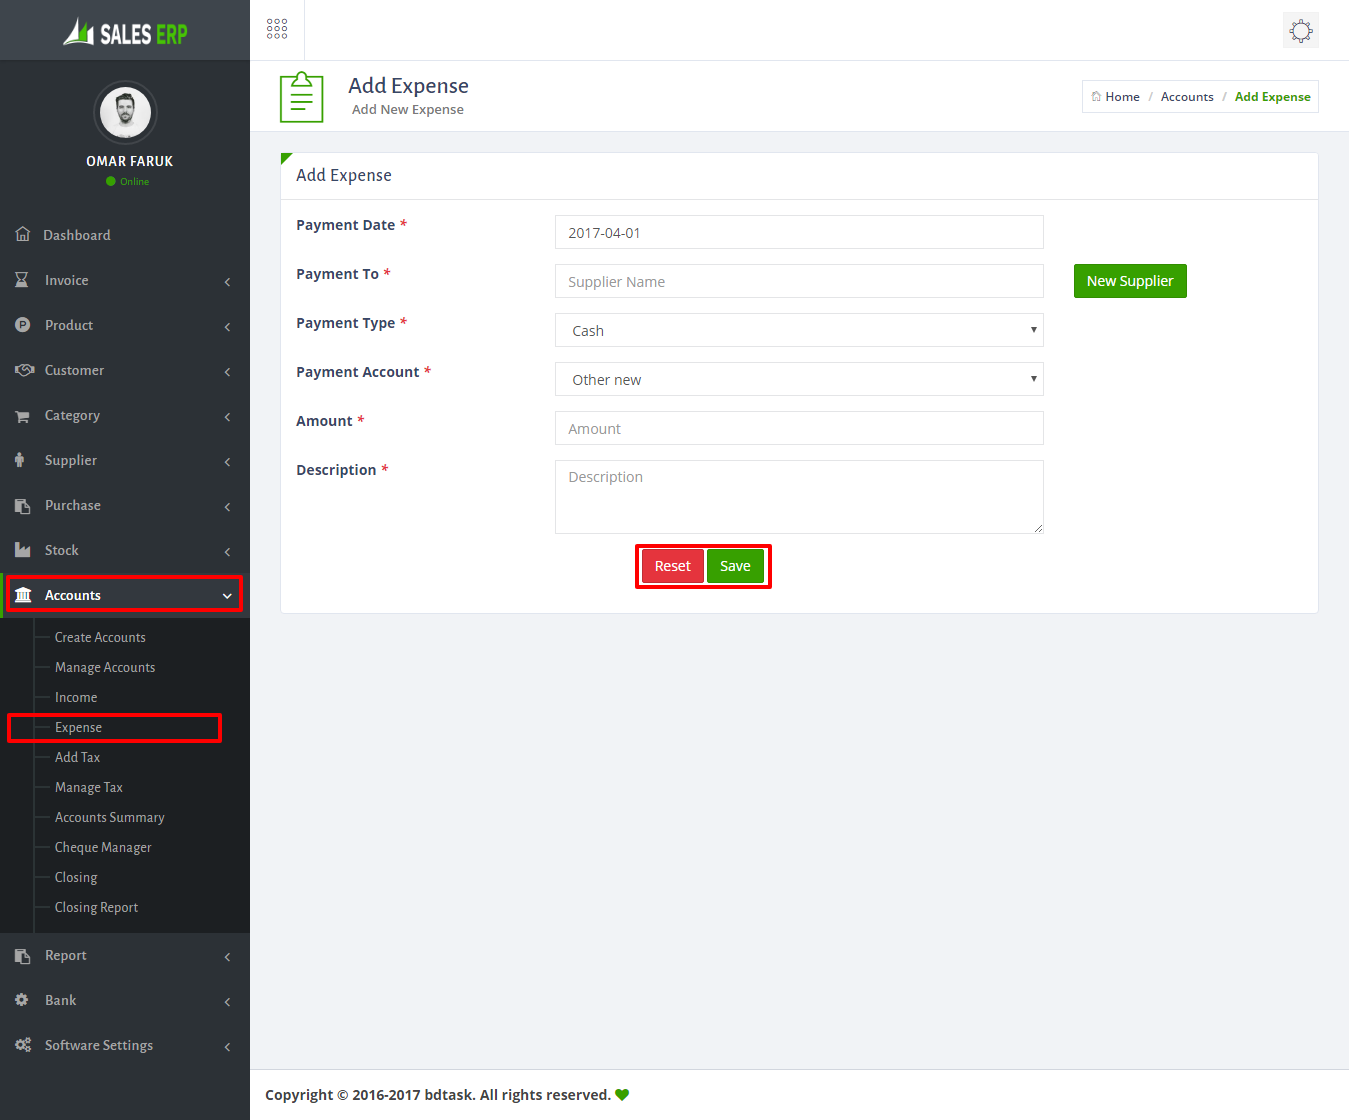 SALES ERP
OMAR FARUK
Online
Dashboard
Invoice
Product
Customer
Category
Supplier
Purchase
Stock
Accounts
Create Accounts
Manage Accounts
Income
Expense
Add Tax
Manage Tax
Accounts Summary
Cheque Manager
Closing
Closing Report
Report
Bank
Software Settings
Add Expense
Add New Expense
Home / Accounts / Add Expense
Add Expense
Payment Date * 2017-04-01
Payment To * Supplier Name New Supplier
Payment Type * Cash
Payment Account * Other new
Amount * Amount
Description * Description
Reset Save
Copyright © 2016-2017 bdtask. All rights reserved.